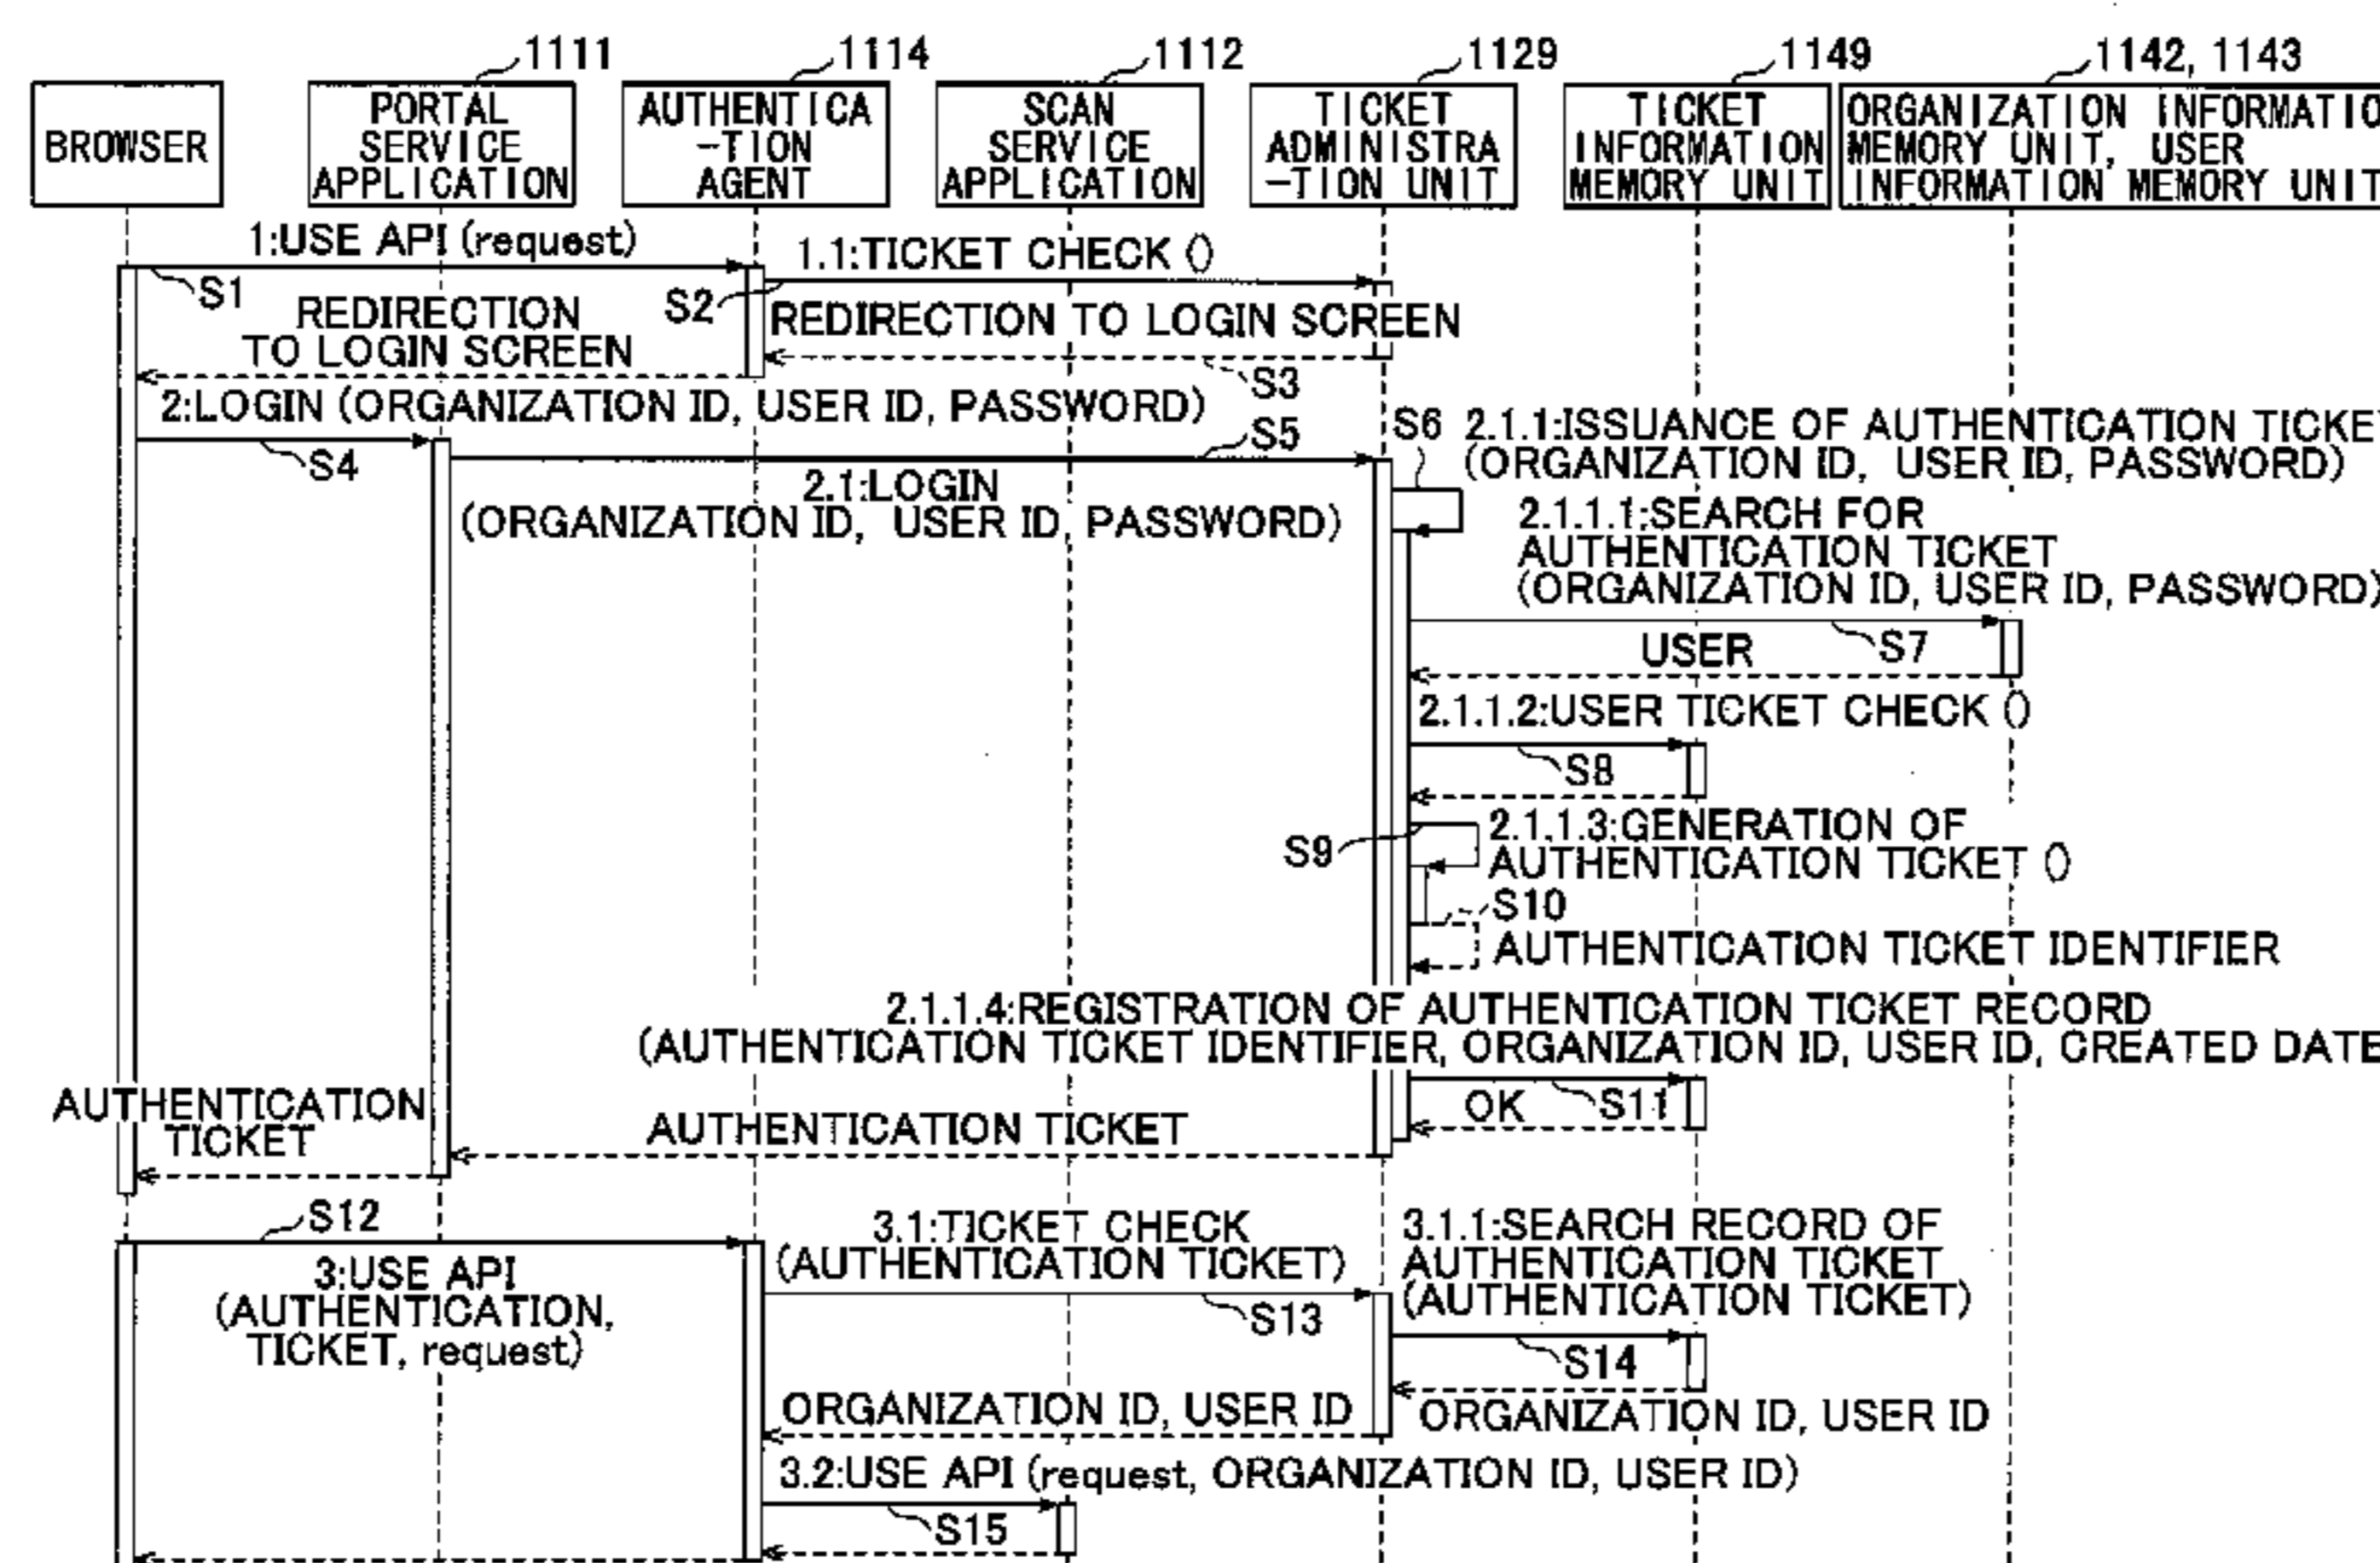 1111
1114
1112
1129
1149
1142, 1143
BROWSER
PORTAL
SERVICE
APPLICATION
AUTHENTICA
-TION
AGENT
SCAN
SERVICE
APPLICATION
TICKET
ADMINISTRA
-TION UNIT
TICKET
INFORMATION
MEMORY UNIT
ORGANIZATION INFORMATIO
MEMORY UNIT, USER
INFORMATION MEMORY UNIT
1:USE API (request)
S1
1.1:TICKET CHECK ()
S2
REDIRECTION
TO LOGIN SCREEN
REDIRECTION TO LOGIN SCREEN
S3
2:LOGIN (ORGANIZATION ID, USER ID, PASSWORD)
S4
S5
2.1:LOGIN
(ORGANIZATION ID, USER ID, PASSWORD)
S6
2.1.1:ISSUANCE OF AUTHENTICATION TICKE
(ORGANIZATION ID, USER ID, PASSWORD)
2.1.1.1:SEARCH FOR
AUTHENTICATION TICKET
(ORGANIZATION ID, USER ID, PASSWORD)
S7
USER
2.1.1.2:USER TICKET CHECK ()
S8
S9
2.1.1.3:GENERATION OF
AUTHENTICATION TICKET ()
S10
AUTHENTICATION TICKET IDENTIFIER
2.1.1.4:REGISTRATION OF AUTHENTICATION TICKET RECORD
(AUTHENTICATION TICKET IDENTIFIER, ORGANIZATION ID, USER ID, CREATED DATE
OK
S11
AUTHENTICATION
TICKET
AUTHENTICATION TICKET
S12
3:USE API
(AUTHENTICATION,
TICKET, request)
3.1:TICKET CHECK
(AUTHENTICATION TICKET)
S13
3.1.1:SEARCH RECORD OF
AUTHENTICATION TICKET
(AUTHENTICATION TICKET)
S14
ORGANIZATION ID, USER ID
ORGANIZATION ID, USER ID
3.2:USE API (request, ORGANIZATION ID, USER ID)
S15